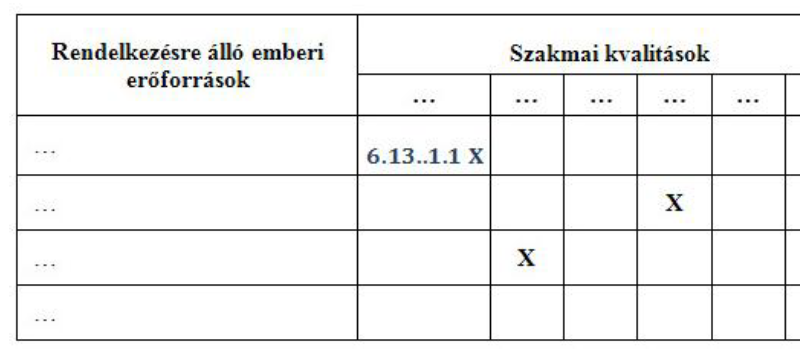 Rendelkezésre álló emberi
erőforrások
Szakmai kvalitások
... ... ... ... ...
...
6.13..1.1 X
...
X
...
X
...